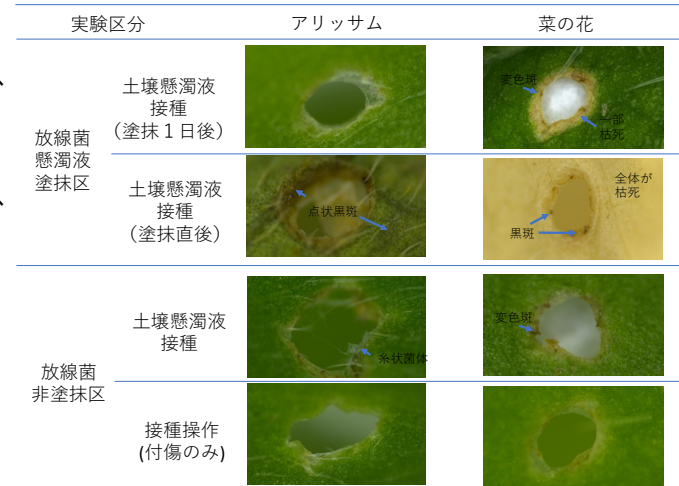 実験区分
アリッサム
菜の花
放線菌
懸濁液
塗抹区
土壌懸濁液
接種
（塗抹１日後）
変色斑
一部
枯死
土壌懸濁液
接種
（塗抹直後）
点状黒斑
全体が
枯死
黒斑
放線菌
非塗抹区
土壌懸濁液
接種
糸状菌体
変色斑
接種操作
(付傷のみ)